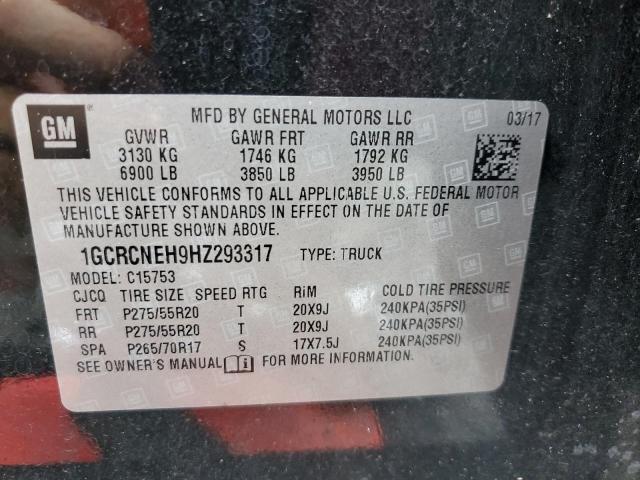 GM ®
MFD BY GENERAL MOTORS LLC 03/17
GVWR GAWR FRT GAWR RR
3130 KG 1746 KG 1792 KG
6900 LB 3850 LB 3950 LB
THIS VEHICLE CONFORMS TO ALL APPLICABLE U.S. FEDERAL MOTOR
VEHICLE SAFETY STANDARDS IN EFFECT ON THE DATE OF
MANUFACTURE SHOWN ABOVE.
1GCRCNEH9HZ293317 TYPE: TRUCK
MODEL: C15753
CJCQ TIRE SIZE SPEED RTG RIM COLD TIRE PRESSURE
FRT P275/55R20 T 20X9J 240KPA(35PSI)
RR P275/55R20 T 20X9J 240KPA(35PSI)
SPA P265/70R17 S 17X7.5J 240KPA(35PSI)
SEE OWNER'S MANUAL i FOR MORE INFORMATION.